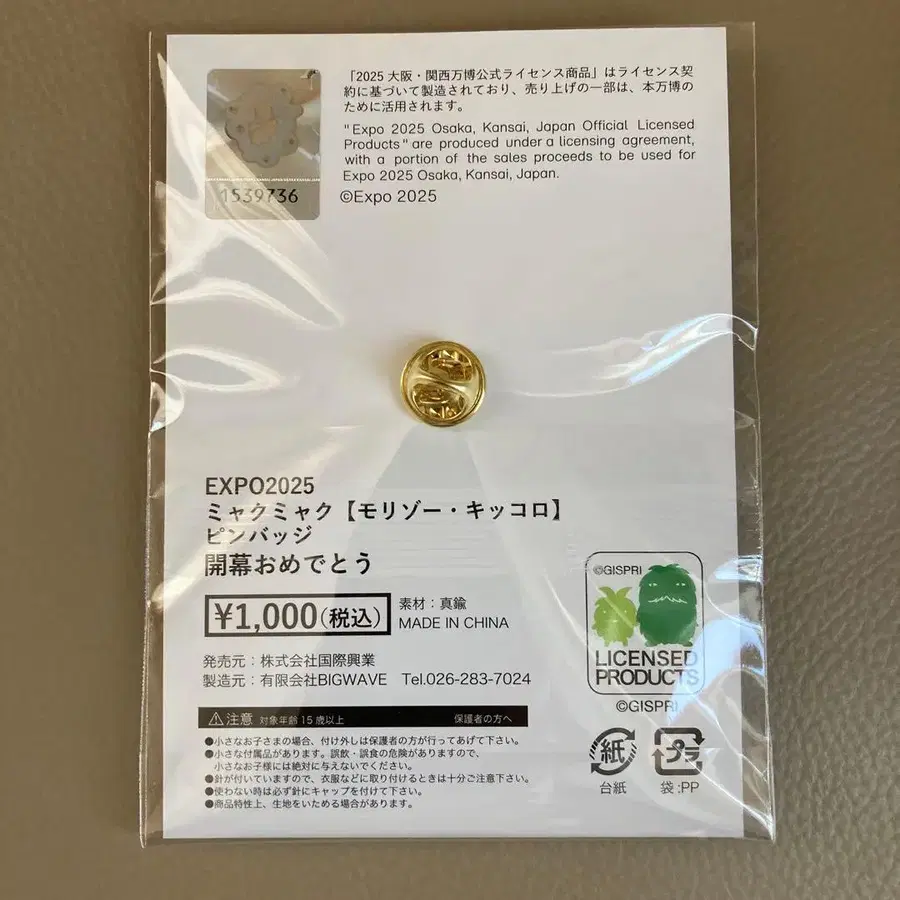 「2025 大阪・関西万博公式ライセンス商品」はライセンス契
約に基づいて製造されており、売り上げの一部は、本万博の
ために活用されます。
"Expo 2025 Osaka, Kansai, Japan Official Licensed
Products" are produced under a licensing agreement,
with a portion of the sales proceeds to be used for
Expo 2025 Osaka, Kansai, Japan.
©Expo 2025
1539736
EXPO2025
ミャクミャク【モリゾー・キッコロ】
ピンバッジ
開幕おめでとう
¥1,000(税込)
素材:真鍮
MADE IN CHINA
発売元:株式会社国際興業
製造元:有限会社BIGWAVE Tel.026-283-7024
注意 対象年齢15歳以上 保護者の方へ
●小さなお子さまの場合、付け外しは保護者の方が行ってあげて下さい。
●小さな付属品があります。誤飲・誤食の危険がありますので、
小さなお子様には絶対に与えないでください。
●針が付いていますので、衣服などに取り付けるときは十分ご注意下さい。
●使わない時は必ず針にキャップを付けて下さい。
●商品特性上、生地をいためる場合があります。
©GISPRI
LICENSED
PRODUCTS
©GISPRI
紙
台紙
プラ
袋:PP